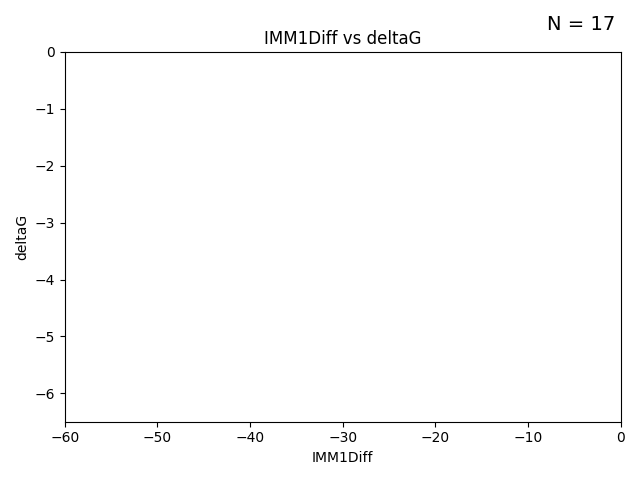 N = 17
IMM1Diff vs deltaG
0
−1
−2
−3
−4
−5
−6
deltaG
−60 −50 −40 −30 −20 −10 0
IMM1Diff